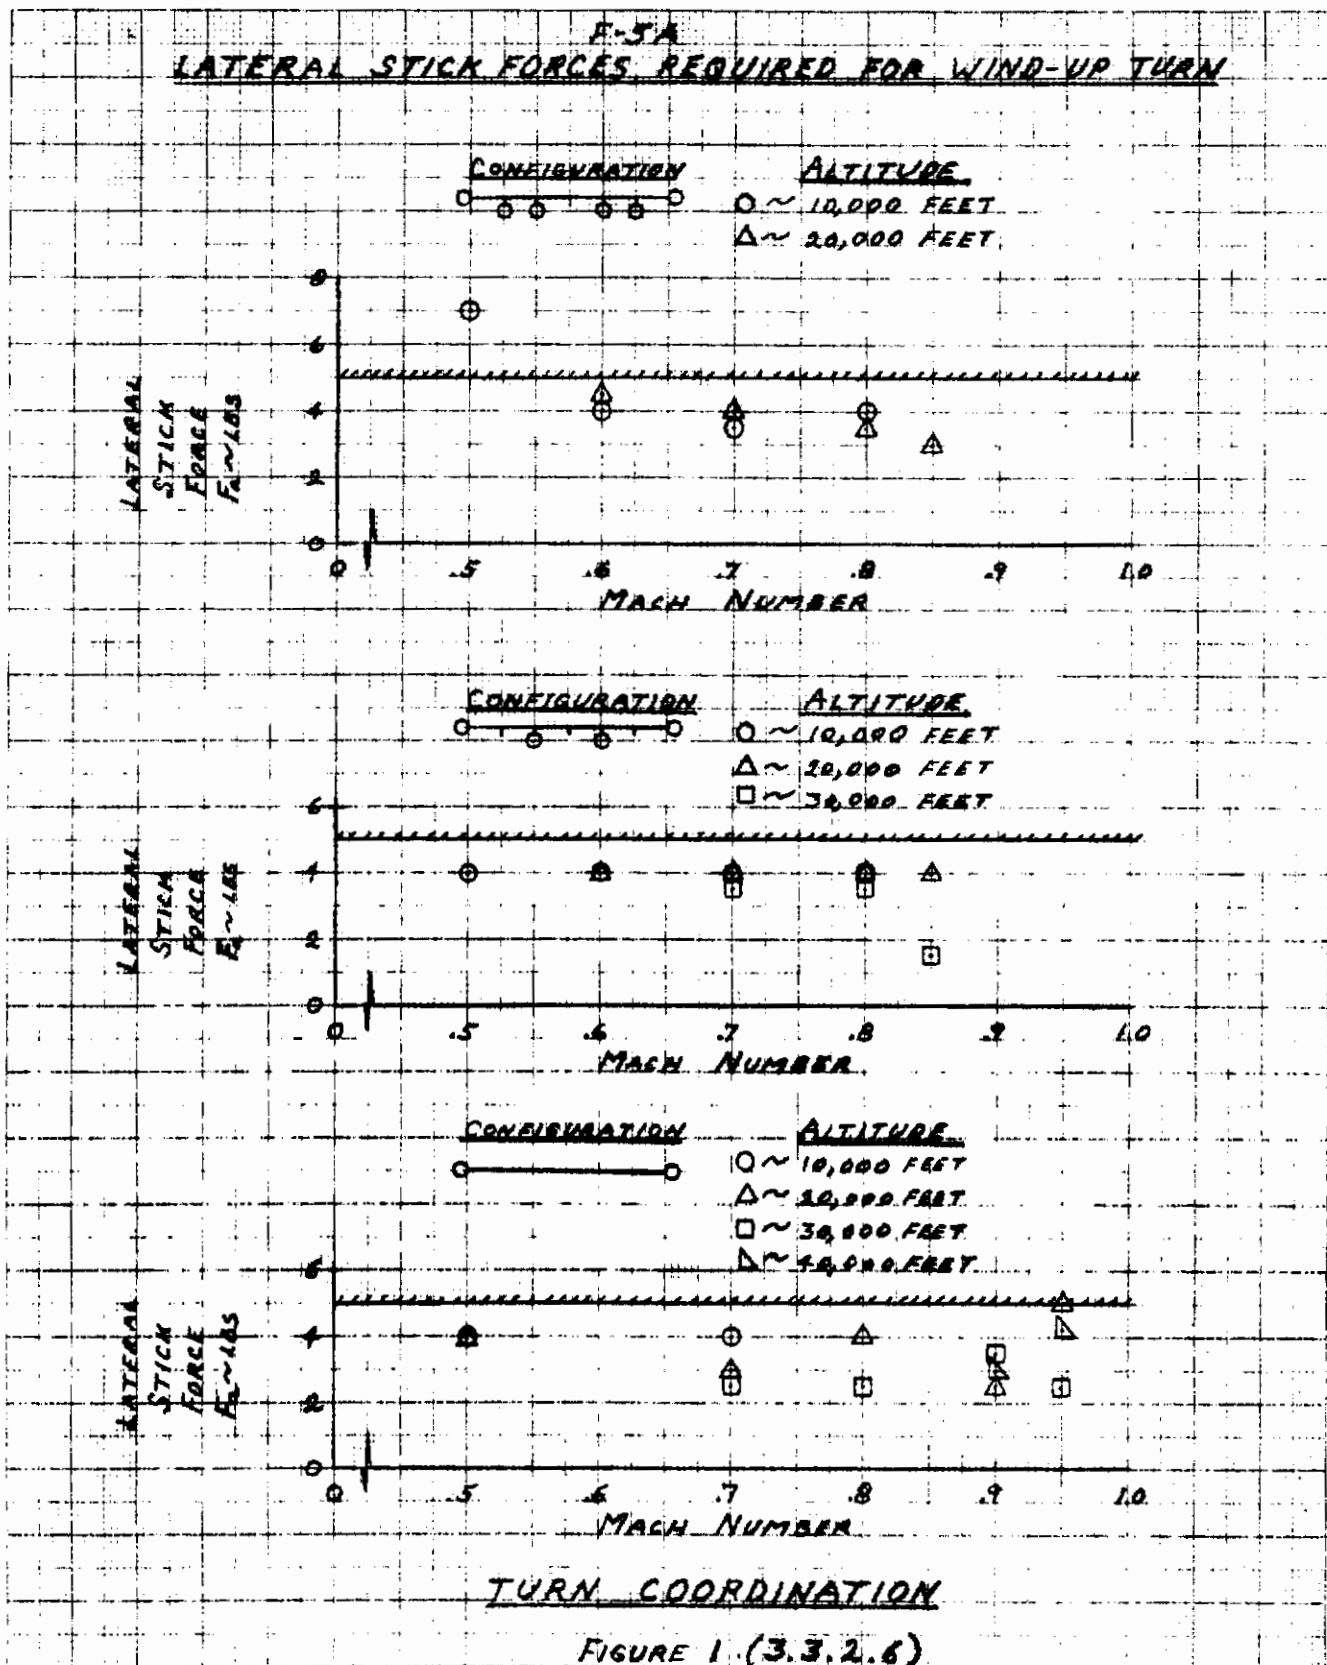 F-5A
LATERAL STICK FORCES REQUIRED FOR WIND-UP TURN
CONFIGURATION
ALTITUDE
○ ~ 10,000 FEET
△ ~ 20,000 FEET
LATERAL
STICK
FORCE
Fa ~ LBS
8
6
4
2
0
0 .5 .6 .7 .8 .9 1.0
MACH NUMBER
CONFIGURATION
ALTITUDE
○ ~ 10,000 FEET
△ ~ 20,000 FEET
□ ~ 30,000 FEET
LATERAL
STICK
FORCE
Fa ~ LBS
6
4
2
0
0 .5 .6 .7 .8 .9 1.0
MACH NUMBER
CONFIGURATION
ALTITUDE
○ ~ 10,000 FEET
△ ~ 20,000 FEET
□ ~ 30,000 FEET
◺ ~ 40,000 FEET
LATERAL
STICK
FORCE
Fa ~ LBS
6
4
2
0
0 .5 .6 .7 .8 .9 1.0
MACH NUMBER
TURN COORDINATION
FIGURE 1 (3.3.2.6)